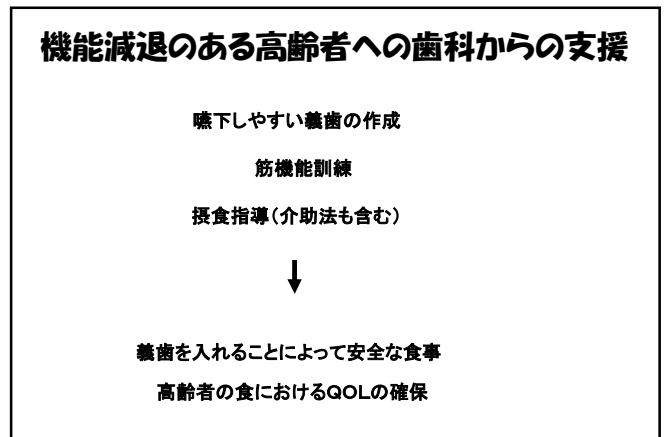 機能減退のある高齢者への歯科からの支援
嚥下しやすい義歯の作成
筋機能訓練
摂食指導(介助法も含む)
義歯を入れることによって安全な食事
高齢者の食におけるQOLの確保